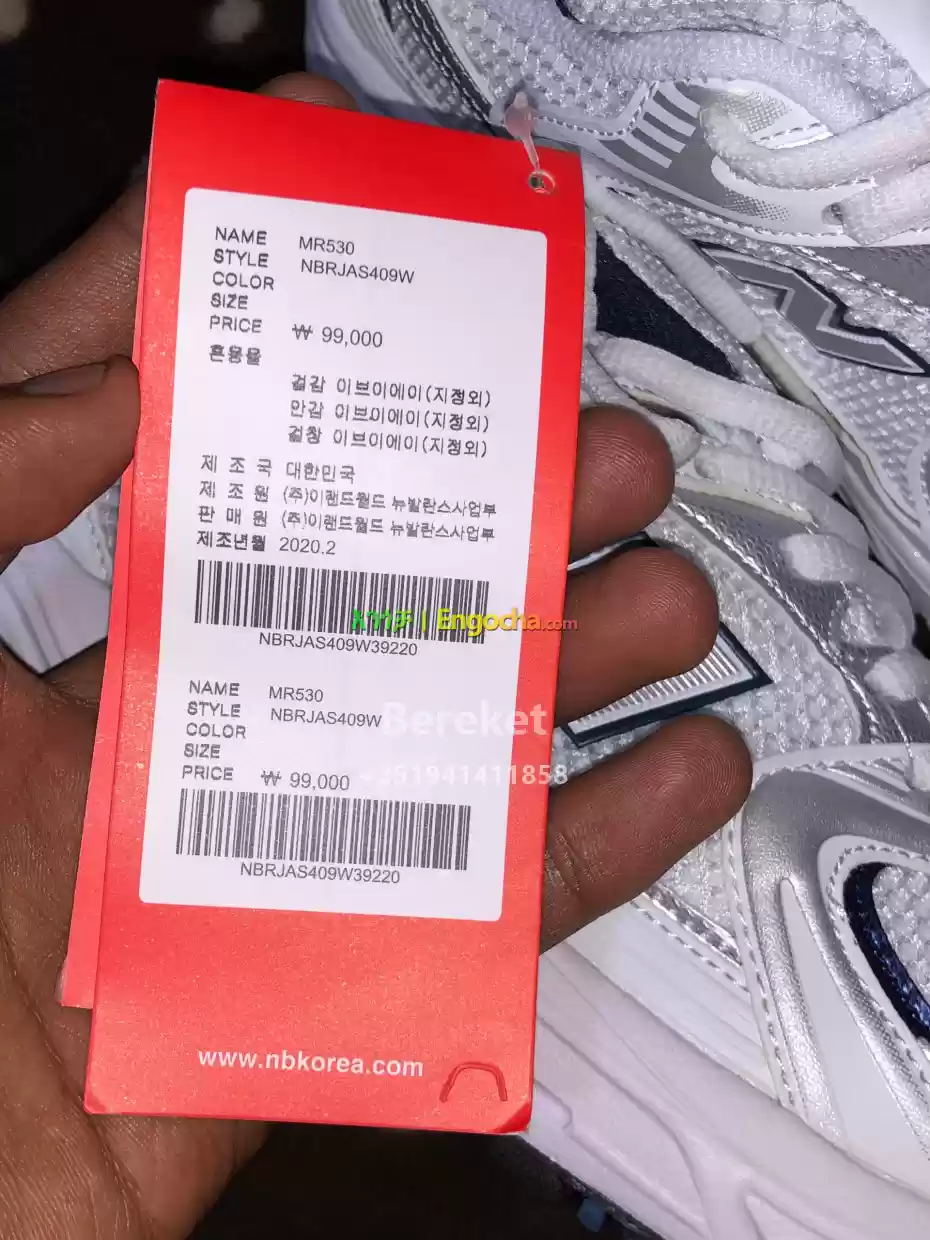 NAME MR530
STYLE NBRJAS409W
COLOR
SIZE
PRICE ₩ 99,000
혼용율
겉감 이브이에이(지정외)
안감 이브이에이(지정외)
겉창 이브이에이(지정외)
제 조 국 대한민국
제 조 원 (주)이랜드월드 뉴발란스사업부
판 매 원 (주)이랜드월드 뉴발란스사업부
제조년월 2020.2
እንጎቻ | Engocha.com
NBRJAS409W39220
NAME MR530
STYLE NBRJAS409W
Bereket
COLOR
SIZE
PRICE ₩ 99,000
+251941411858
NBRJAS409W39220
www.nbkorea.com